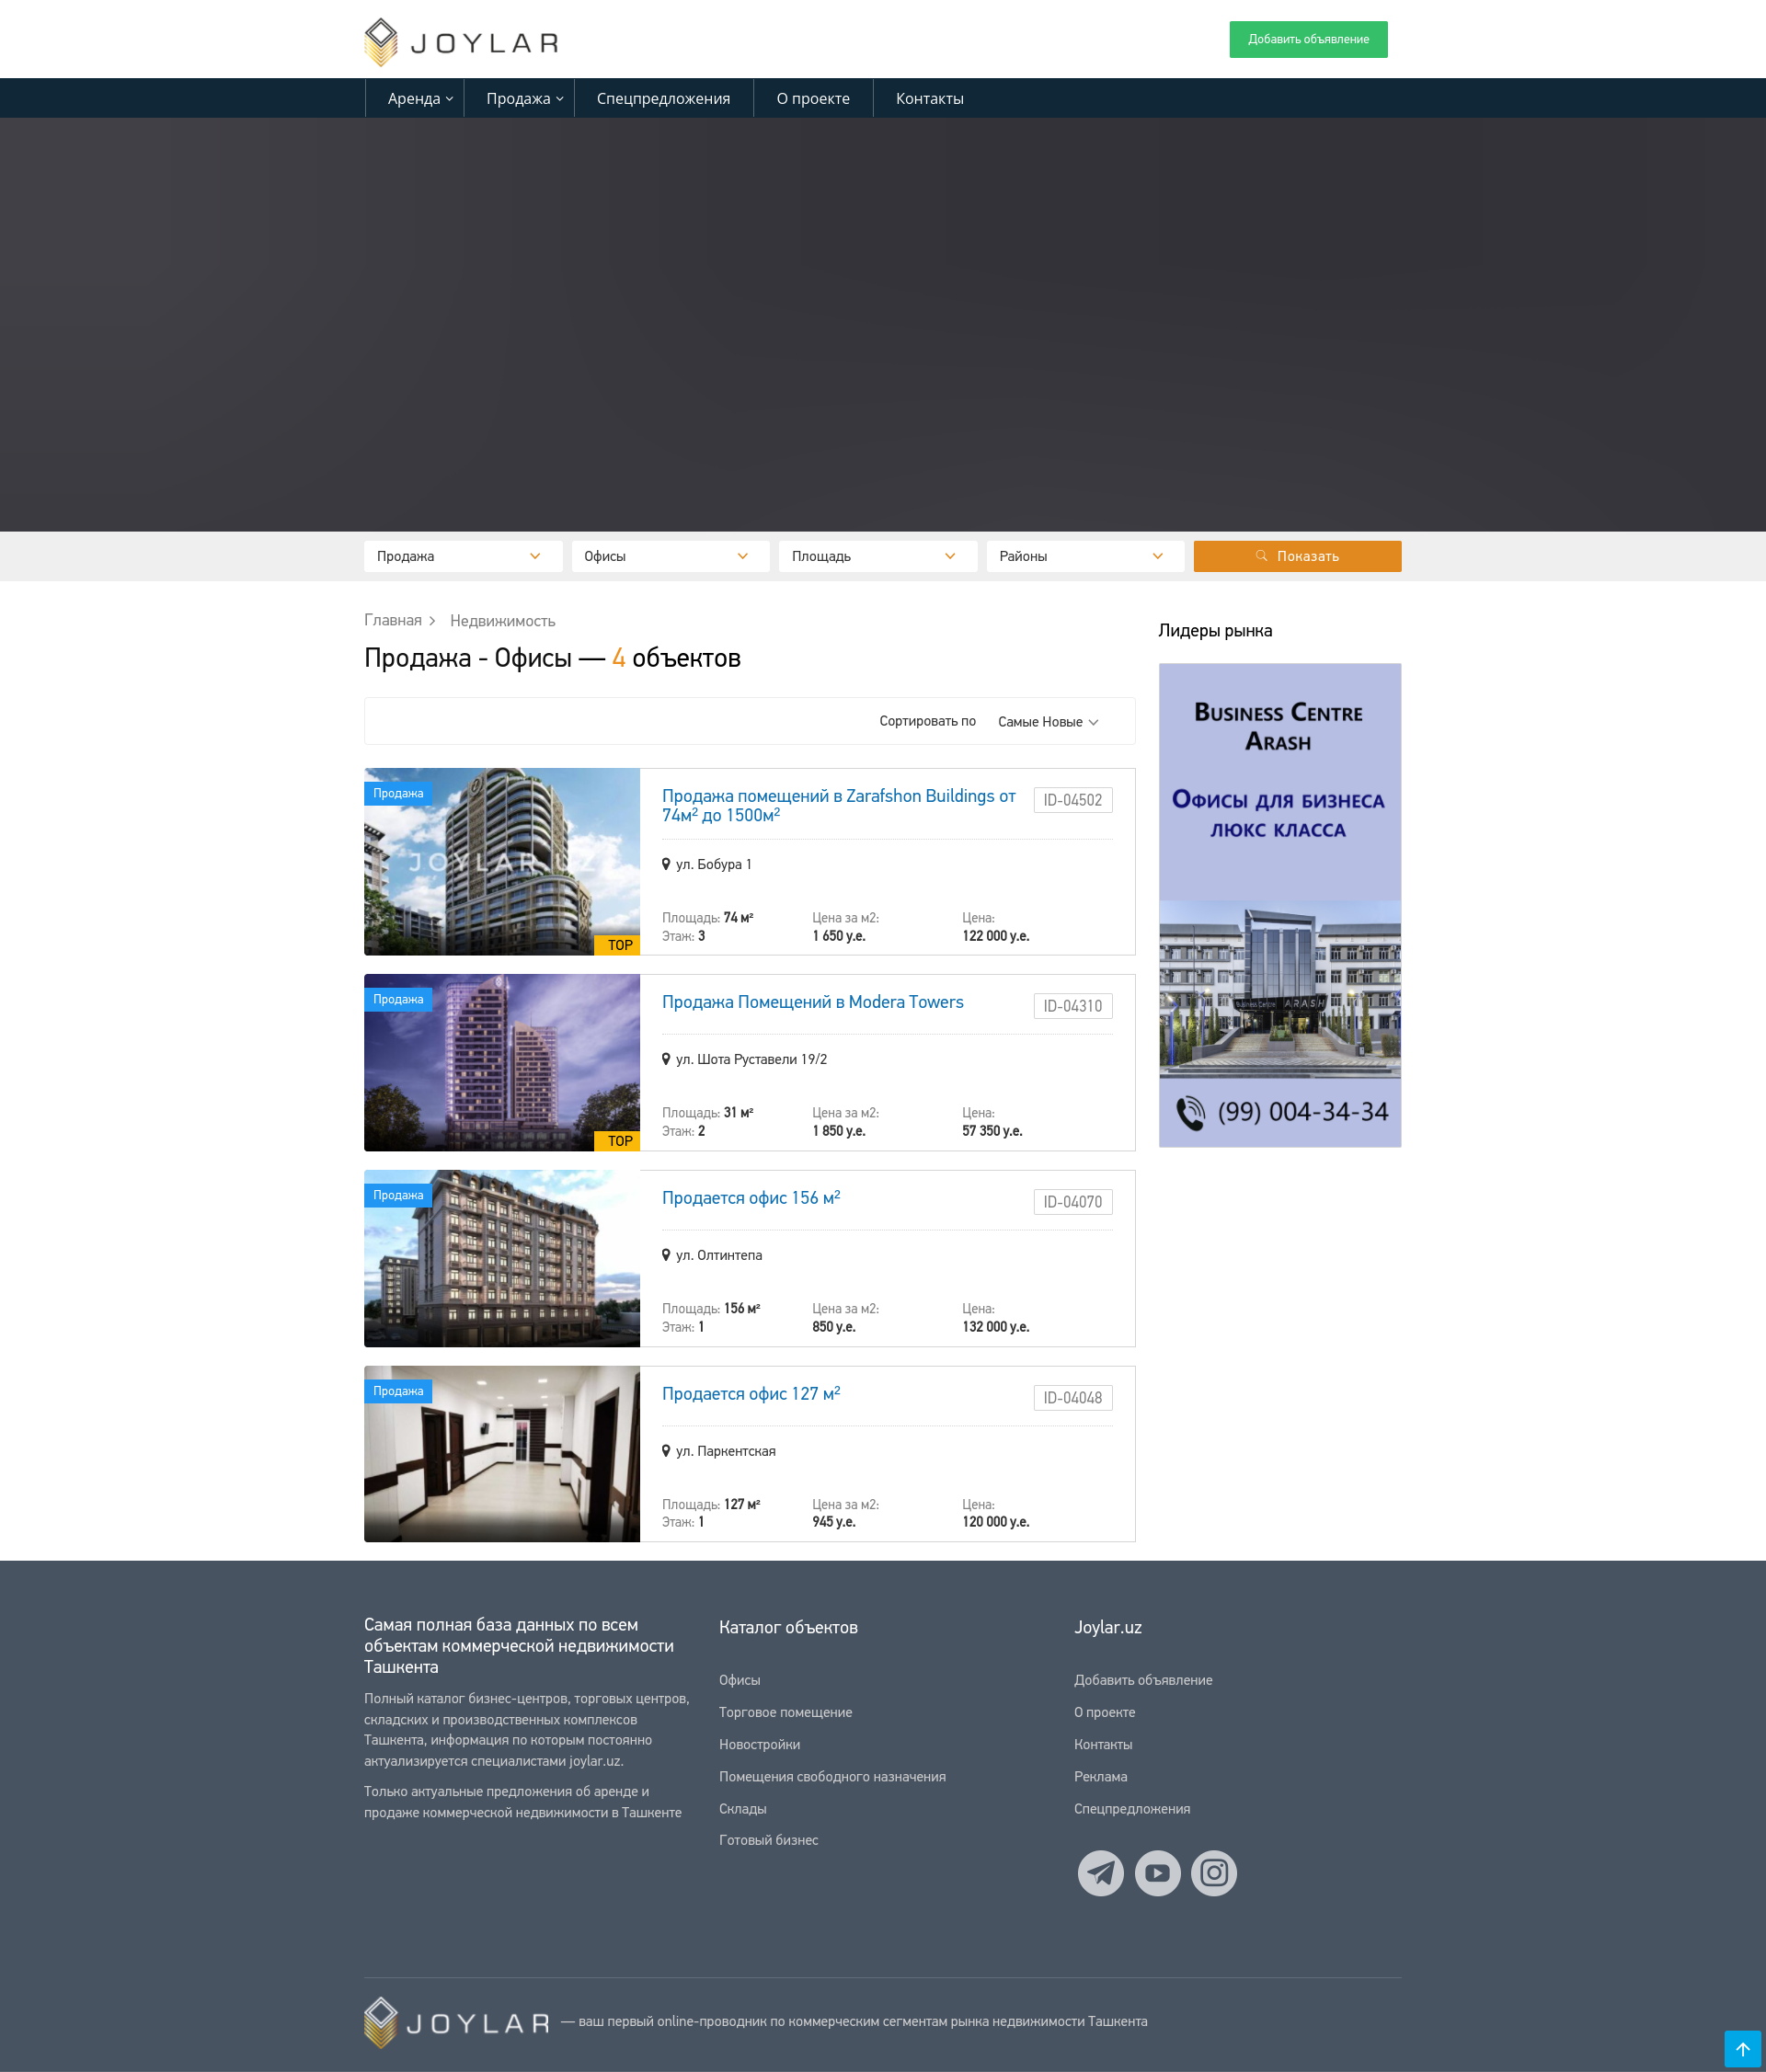 JOYLAR
Добавить объявление
Аренда
Продажа
Спецпредложения
О проекте
Контакты
Продажа
Офисы
Площадь
Районы
Показать
Главная
Недвижимость
Продажа - Офисы — 4 объектов
Сортировать по
Самые Новые
Продажа
JOYLAR.UZ
TOP
Продажа помещений в Zarafshon Buildings от
74м² до 1500м²
ID-04502
ул. Бобура 1
Площадь: 74 м²
Этаж: 3
Цена за м2:
1 650 у.е.
Цена:
122 000 у.е.
Продажа
TOP
Продажа Помещений в Modera Towers
ID-04310
ул. Шота Руставели 19/2
Площадь: 31 м²
Этаж: 2
Цена за м2:
1 850 у.е.
Цена:
57 350 у.е.
Продажа
Продается офис 156 м²
ID-04070
ул. Олтинтепа
Площадь: 156 м²
Этаж: 1
Цена за м2:
850 у.е.
Цена:
132 000 у.е.
Продажа
Продается офис 127 м²
ID-04048
ул. Паркентская
Площадь: 127 м²
Этаж: 1
Цена за м2:
945 у.е.
Цена:
120 000 у.е.
Лидеры рынка
Business Centre
Arash
Офисы для бизнеса
люкс класса
Business Centre ARASH
(99) 004-34-34
Самая полная база данных по всем
объектам коммерческой недвижимости
Ташкента
Полный каталог бизнес-центров, торговых центров,
складских и производственных комплексов
Ташкента, информация по которым постоянно
актуализируется специалистами joylar.uz.
Только актуальные предложения об аренде и
продаже коммерческой недвижимости в Ташкенте
Каталог объектов
Офисы
Торговое помещение
Новостройки
Помещения свободного назначения
Склады
Готовый бизнес
Joylar.uz
Добавить объявление
О проекте
Контакты
Реклама
Спецпредложения
JOYLAR
— ваш первый online-проводник по коммерческим сегментам рынка недвижимости Ташкента